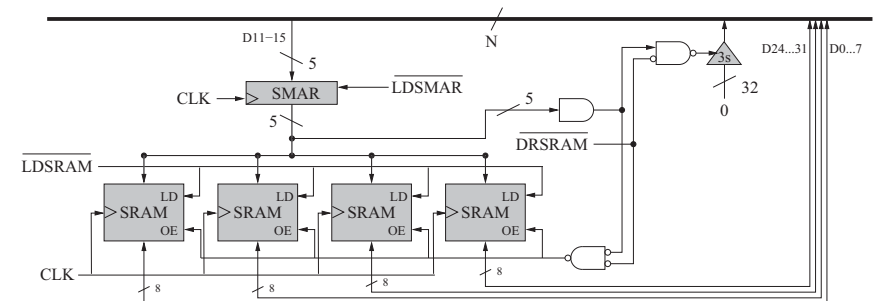 D11−15
5
N
D24...31
D0...7
3s
CLK
SMAR
LDSMAR
32
5
5
0
DRSRAM
LDSRAM
LD
LD
LD
LD
SRAM
SRAM
SRAM
SRAM
OE
OE
OE
OE
CLK
8
8
8
8